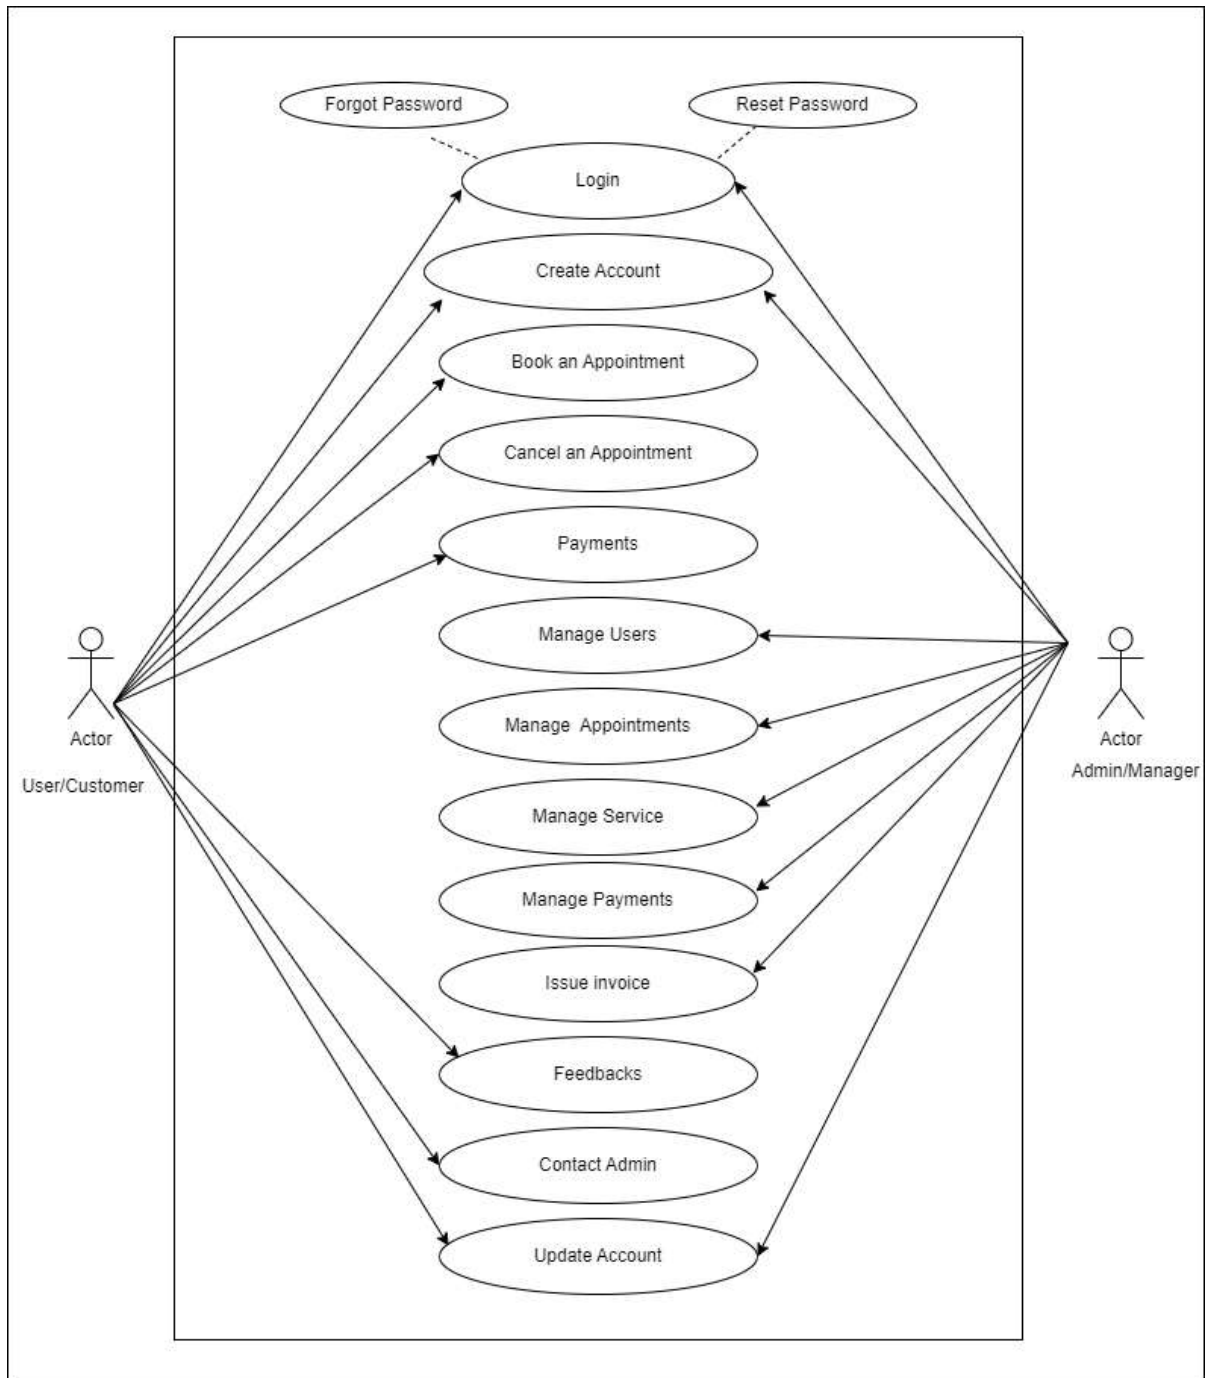 Forgot Password
Reset Password
Login
Create Account
Book an Appointment
Cancel an Appointment
Payments
Manage Users
Manage  Appointments
Actor
User/Customer
Actor
Admin/Manager
Manage Service
Manage Payments
Issue invoice
Feedbacks
Contact Admin
Update Account